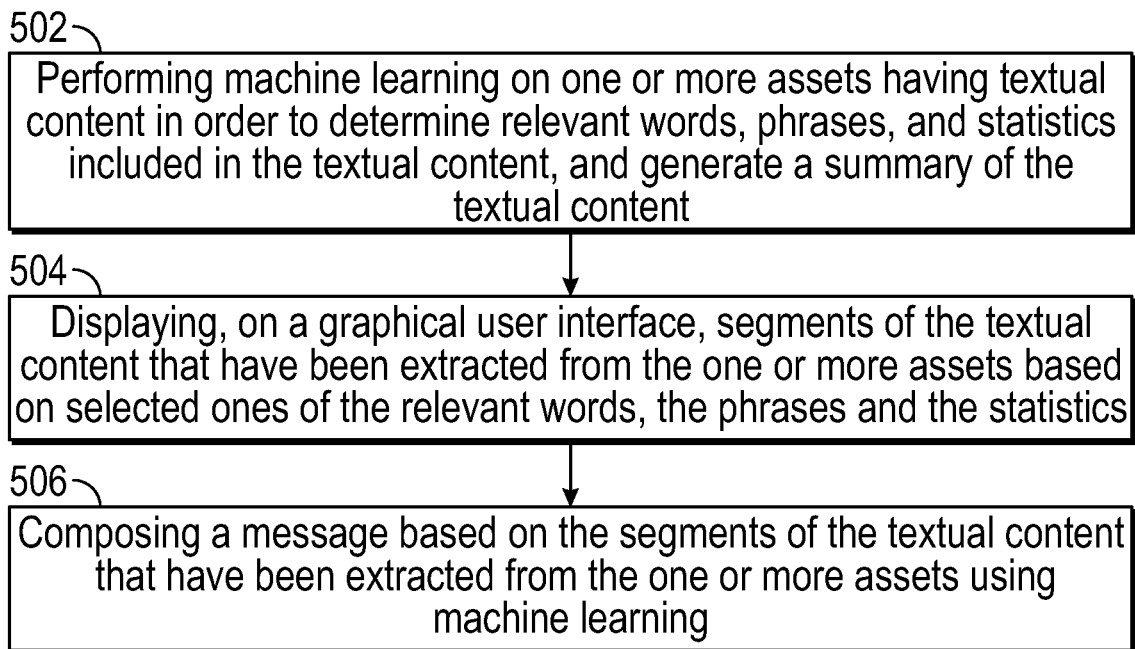 502
Performing machine learning on one or more assets having textual
content in order to determine relevant words, phrases, and statistics
included in the textual content, and generate a summary of the
textual content
504
Displaying, on a graphical user interface, segments of the textual
content that have been extracted from the one or more assets based
on selected ones of the relevant words, the phrases and the statistics
506
Composing a message based on the segments of the textual content
that have been extracted from the one or more assets using
machine learning